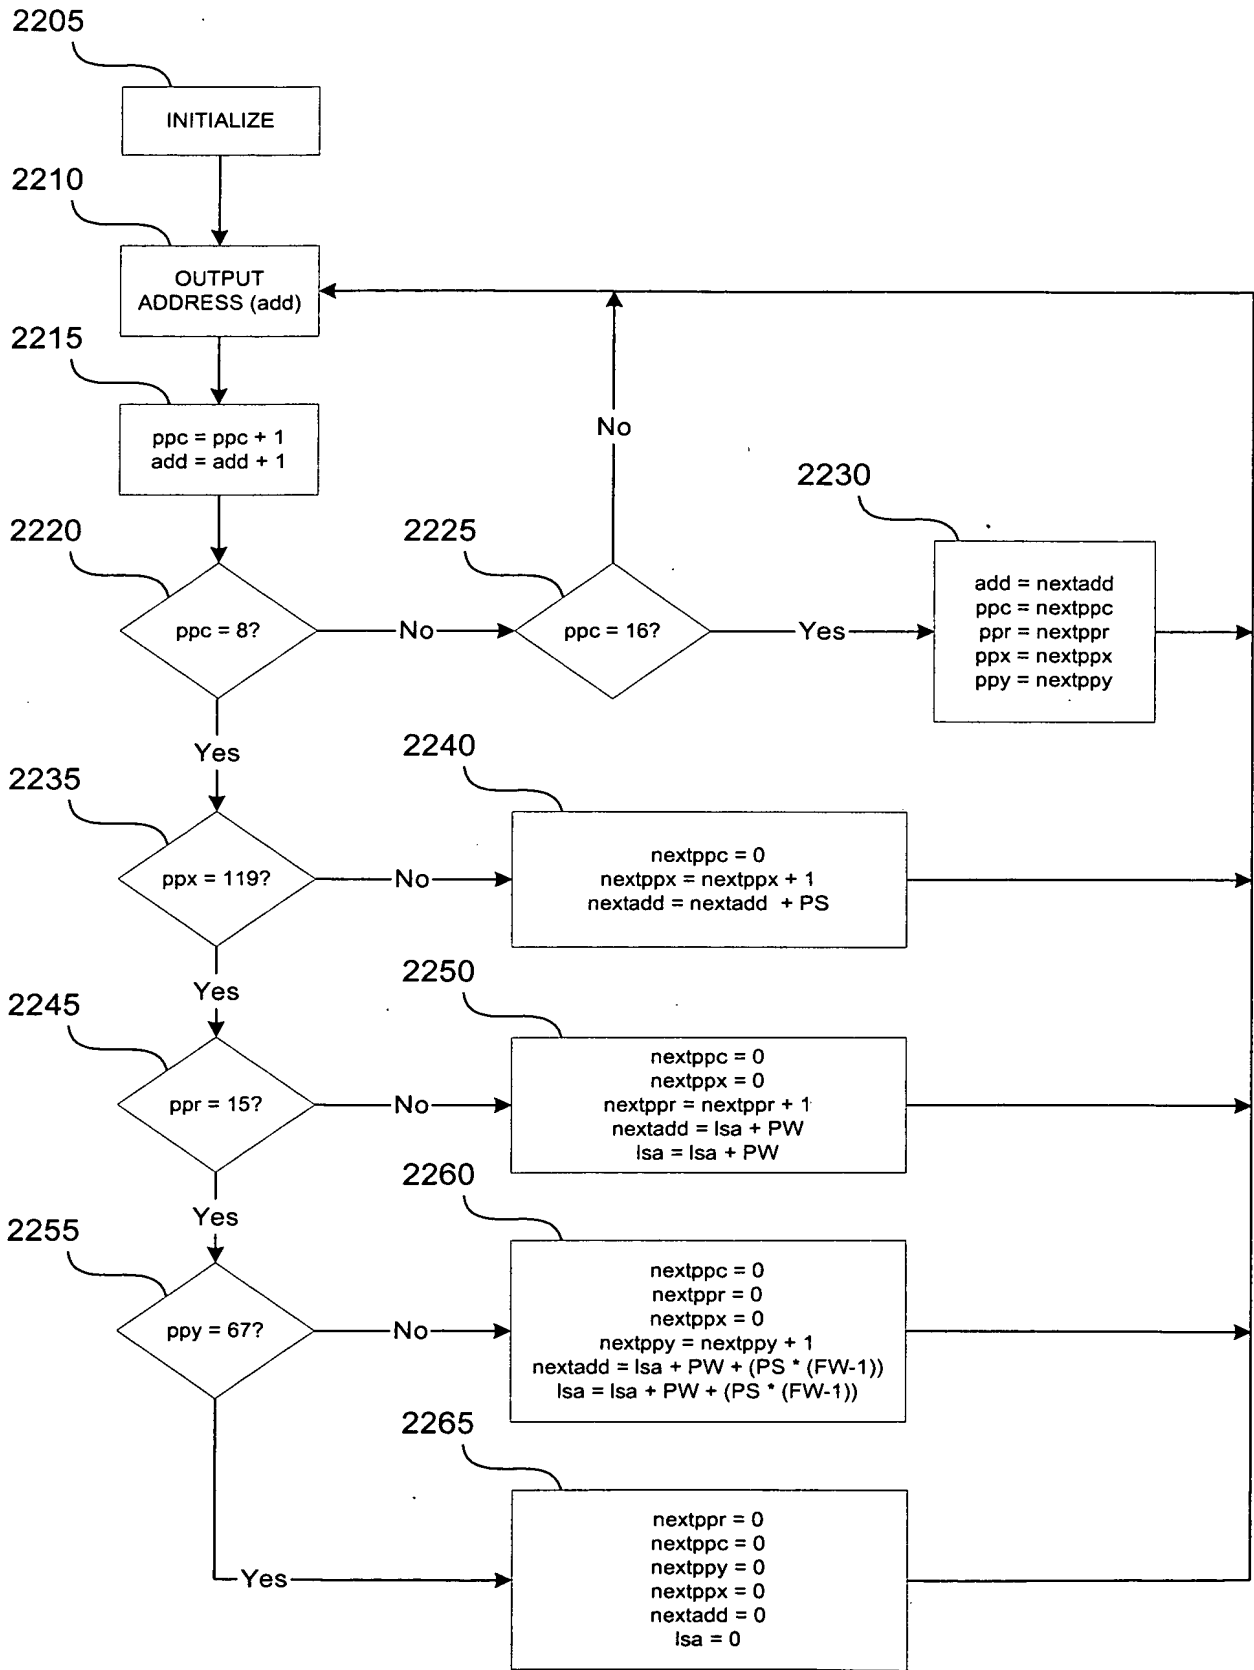 2205
INITIALIZE
2210
OUTPUT
ADDRESS (add)
2215
ppc = ppc + 1
add = add + 1
No
2230
2220
2225
add = nextadd
ppc = nextppc
ppr = nextppr
ppx = nextppx
ppy = nextppy
ppc = 8?
No
ppc = 16?
Yes
Yes
2235
2240
ppx = 119?
No
nextppc = 0
nextppx = nextppx + 1
nextadd = nextadd + PS
Yes
2245
2250
ppr = 15?
No
nextppc = 0
nextppx = 0
nextppr = nextppr + 1
nextadd = lsa + PW
lsa = lsa + PW
Yes
2255
2260
ppy = 67?
No
nextppc = 0
nextppr = 0
nextppx = 0
nextppy = nextppy + 1
nextadd = lsa + PW + (PS * (FW-1))
lsa = lsa + PW + (PS * (FW-1))
2265
Yes
nextppr = 0
nextppc = 0
nextppy = 0
nextppx = 0
nextadd = 0
lsa = 0